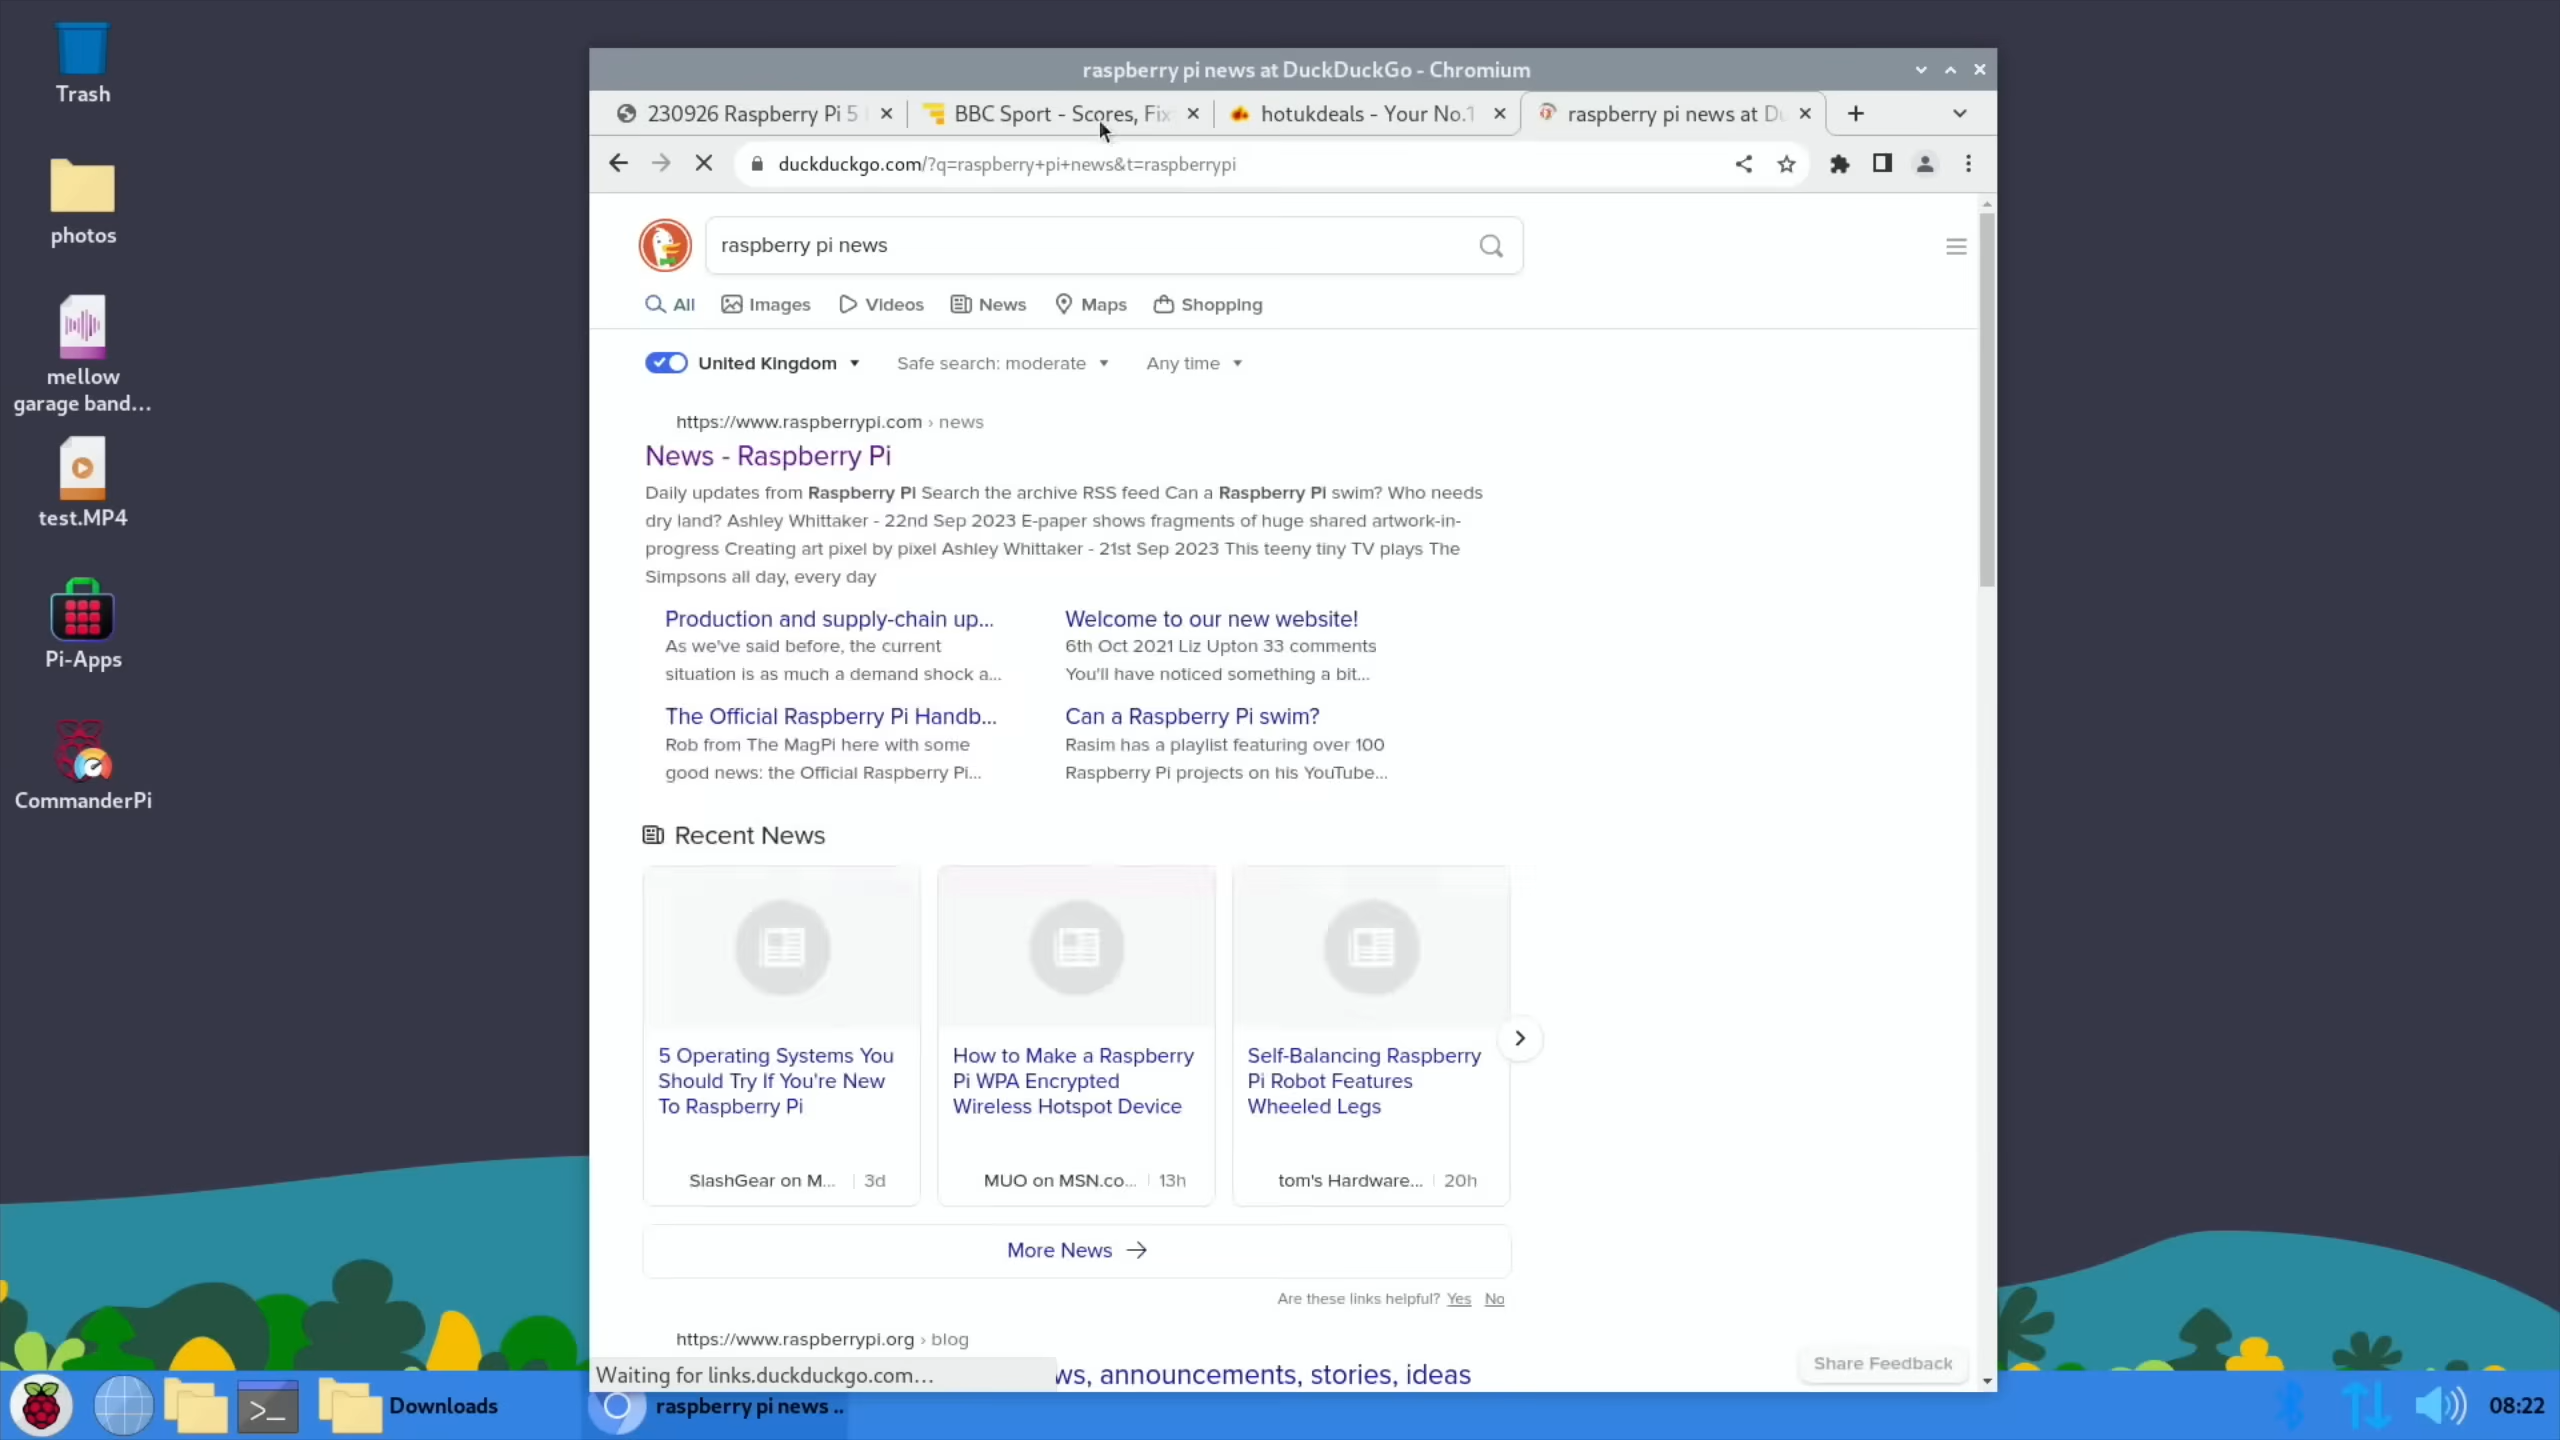 Trash
photos
mellow
garage band...
test.MP4
Pi-Apps
CommanderPi
raspberry pi news at DuckDuckGo - Chromium
230926 Raspberry Pi 5
BBC Sport - Scores, Fix
hotukdeals - Your No.1
raspberry pi news at Du
duckduckgo.com/?q=raspberry+pi+news&t=raspberrypi
raspberry pi news
All Images Videos News Maps Shopping
United Kingdom Safe search: moderate Any time
https://www.raspberrypi.com › news
News - Raspberry Pi
Daily updates from Raspberry Pi Search the archive RSS feed Can a Raspberry Pi swim? Who needs
dry land? Ashley Whittaker - 22nd Sep 2023 E-paper shows fragments of huge shared artwork-in-
progress Creating art pixel by pixel Ashley Whittaker - 21st Sep 2023 This teeny tiny TV plays The
Simpsons all day, every day
Production and supply-chain up...
As we've said before, the current
situation is as much a demand shock a...
Welcome to our new website!
6th Oct 2021 Liz Upton 33 comments
You'll have noticed something a bit...
The Official Raspberry Pi Handb...
Rob from The MagPi here with some
good news: the Official Raspberry Pi...
Can a Raspberry Pi swim?
Rasim has a playlist featuring over 100
Raspberry Pi projects on his YouTube...
Recent News
5 Operating Systems You
Should Try If You're New
To Raspberry Pi
SlashGear on M... 3d
How to Make a Raspberry
Pi WPA Encrypted
Wireless Hotspot Device
MUO on MSN.co... 13h
Self-Balancing Raspberry
Pi Robot Features
Wheeled Legs
tom's Hardware... 20h
More News →
Are these links helpful? Yes No
https://www.raspberrypi.org › blog
ws, announcements, stories, ideas
Share Feedback
Waiting for links.duckduckgo.com...
Downloads
raspberry pi news ..
08:22